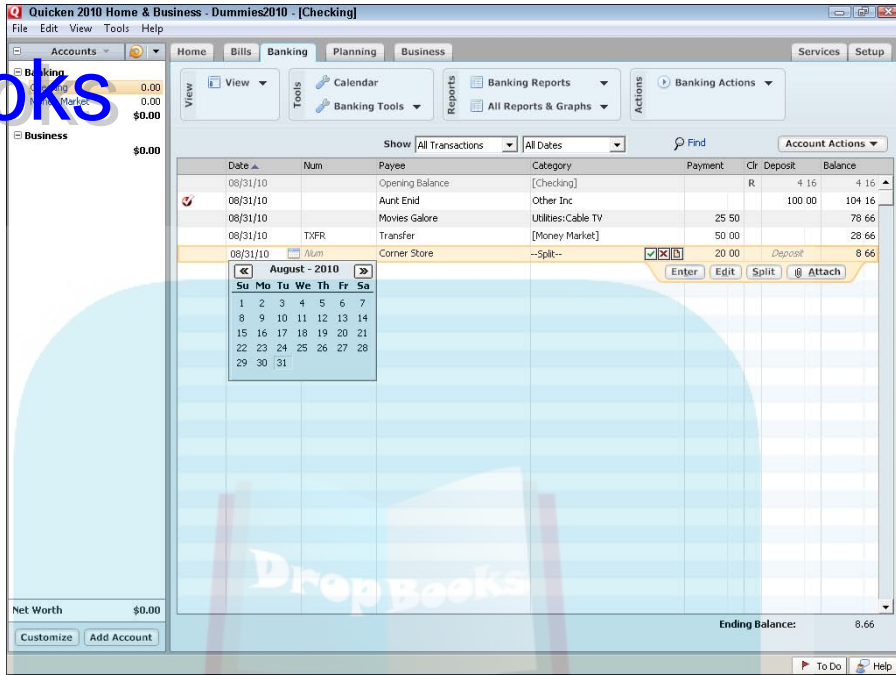 Quicken 2010 Home & Business - Dummies2010 - [Checking]
File Edit View Tools Help
Accounts
Home Bills Banking Planning Business Services Setup
oks
Banking
Checking 0.00
Money Market 0.00
$0.00
Business
$0.00
View
View
Tools
Calendar
Banking Tools
Reports
Banking Reports
All Reports & Graphs
Actions
Banking Actions
Show All Transactions All Dates Find Account Actions
Date Num Payee Category Payment Clr Deposit Balance
08/31/10 Opening Balance [Checking] R 4 16 4 16
08/31/10 Aunt Enid Other Inc 100 00 104 16
08/31/10 Movies Galore Utilities:Cable TV 25 50 78 66
08/31/10 TXFR Transfer [Money Market] 50 00 28 66
08/31/10 Num Corner Store --Split-- 20 00 Deposit 8 66
Enter Edit Split Attach
August - 2010
Su Mo Tu We Th Fr Sa
1 2 3 4 5 6 7
8 9 10 11 12 13 14
15 16 17 18 19 20 21
22 23 24 25 26 27 28
29 30 31
DropBooks
Net Worth $0.00
Customize Add Account
Ending Balance: 8.66
To Do Help